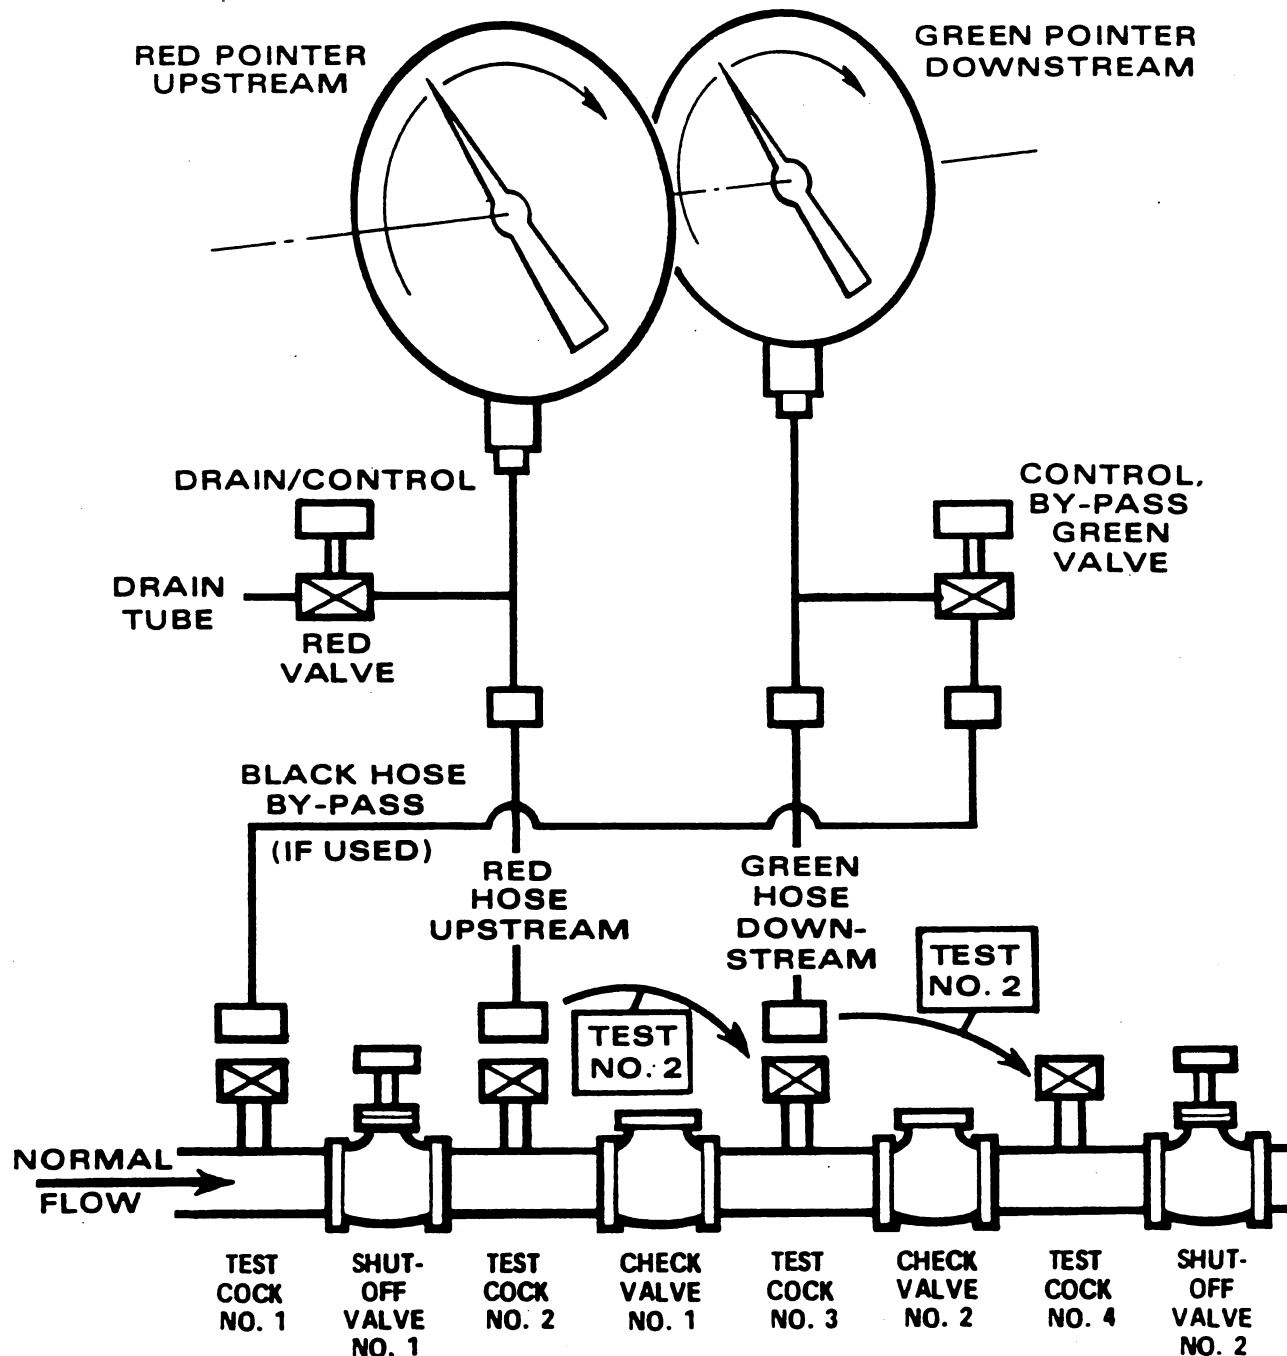 RED POINTER
UPSTREAM
GREEN POINTER
DOWNSTREAM
DRAIN/CONTROL
CONTROL,
BY-PASS
GREEN
VALVE
DRAIN
TUBE
RED
VALVE
BLACK HOSE
BY-PASS
(IF USED)
RED
HOSE
UPSTREAM
GREEN
HOSE
DOWN-
STREAM
TEST
NO. 2
TEST
NO. 2
NORMAL
FLOW
TEST
COCK
NO. 1
SHUT-
OFF
VALVE
NO. 1
TEST
COCK
NO. 2
CHECK
VALVE
NO. 1
TEST
COCK
NO. 3
CHECK
VALVE
NO. 2
TEST
COCK
NO. 4
SHUT-
OFF
VALVE
NO. 2